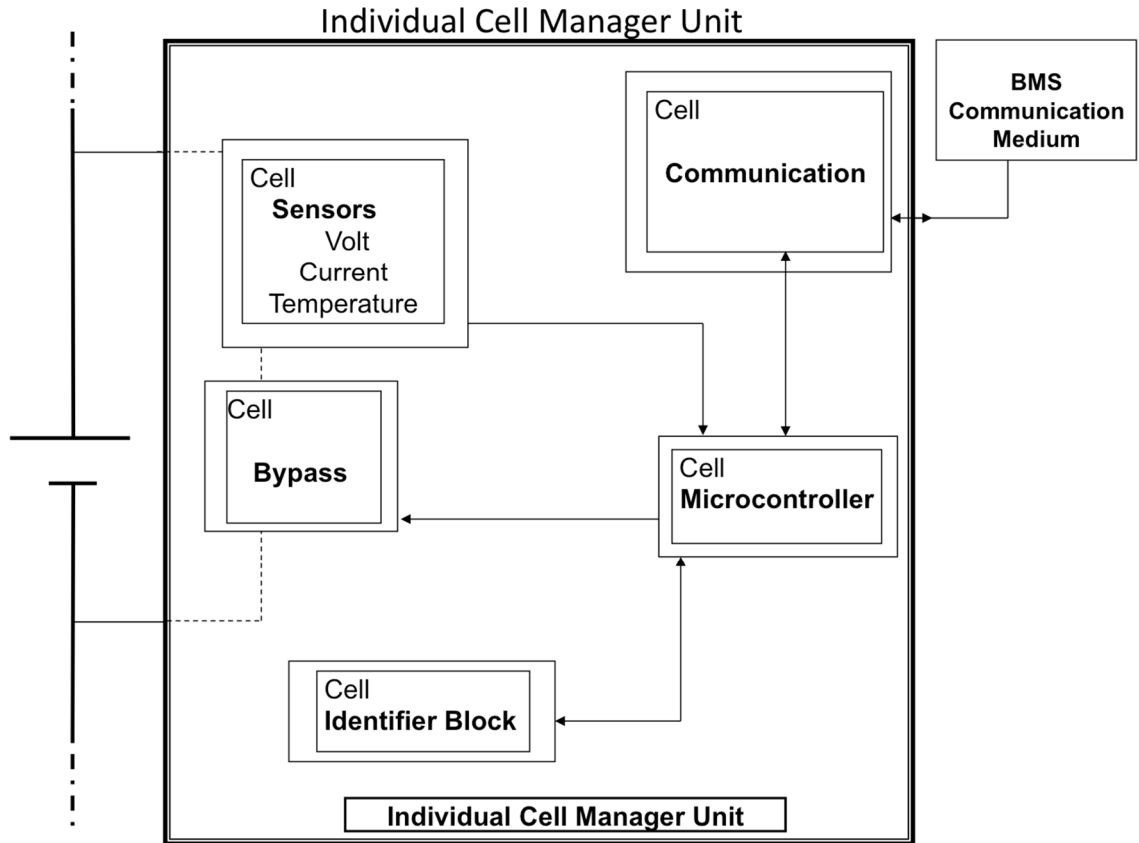 Individual Cell Manager Unit
BMS
Communication
Medium
Cell
Communication
Cell
Sensors
Volt
Current
Temperature
Cell
Bypass
Cell
Microcontroller
Cell
Identifier Block
Individual Cell Manager Unit